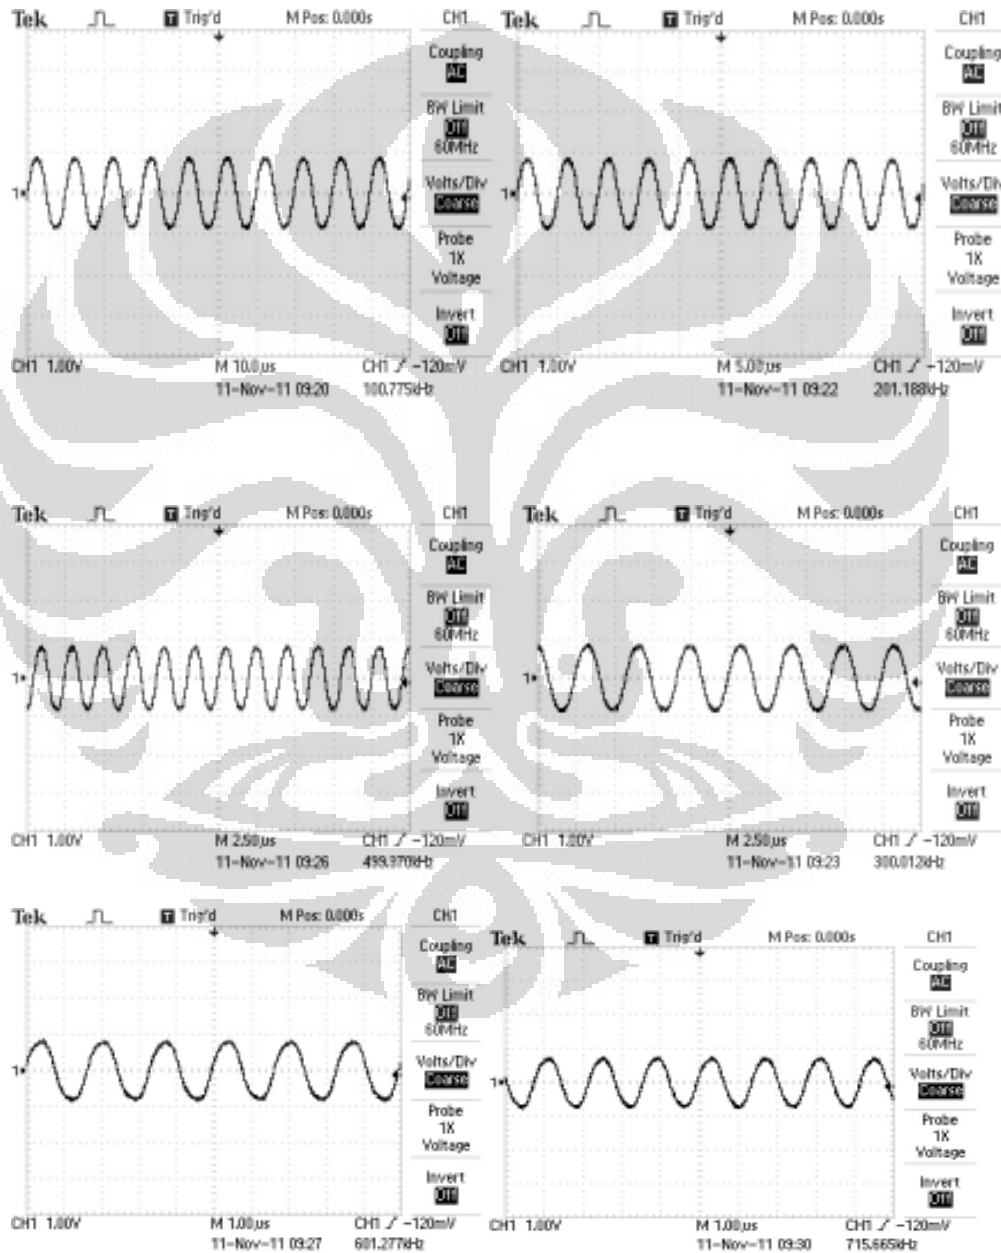 Tek Trig'd M Pos: 0.000s CH1
Coupling
AC
BW Limit
Off
60MHz
Volts/Div
Coarse
Probe
1X
Voltage
Invert
Off
1
CH1 1.00V M 10.0µs CH1 -120mV
11-Nov-11 09:20 100.775kHz
Tek Trig'd M Pos: 0.000s CH1
Coupling
AC
BW Limit
Off
60MHz
Volts/Div
Coarse
Probe
1X
Voltage
Invert
Off
1
CH1 1.00V M 5.00µs CH1 -120mV
11-Nov-11 09:22 201.188kHz
Tek Trig'd M Pos: 0.000s CH1
Coupling
AC
BW Limit
Off
60MHz
Volts/Div
Coarse
Probe
1X
Voltage
Invert
Off
1
CH1 1.00V M 2.50µs CH1 -120mV
11-Nov-11 09:26 499.370kHz
Tek Trig'd M Pos: 0.000s CH1
Coupling
AC
BW Limit
Off
60MHz
Volts/Div
Coarse
Probe
1X
Voltage
Invert
Off
1
CH1 1.00V M 2.50µs CH1 -120mV
11-Nov-11 09:23 300.012kHz
Tek Trig'd M Pos: 0.000s CH1
Coupling
AC
BW Limit
Off
60MHz
Volts/Div
Coarse
Probe
1X
Voltage
Invert
Off
1
CH1 1.00V M 1.00µs CH1 -120mV
11-Nov-11 09:27 601.277kHz
Tek Trig'd M Pos: 0.000s CH1
Coupling
AC
BW Limit
Off
60MHz
Volts/Div
Coarse
Probe
1X
Voltage
Invert
Off
1
CH1 1.00V M 1.00µs CH1 -120mV
11-Nov-11 09:30 715.665kHz